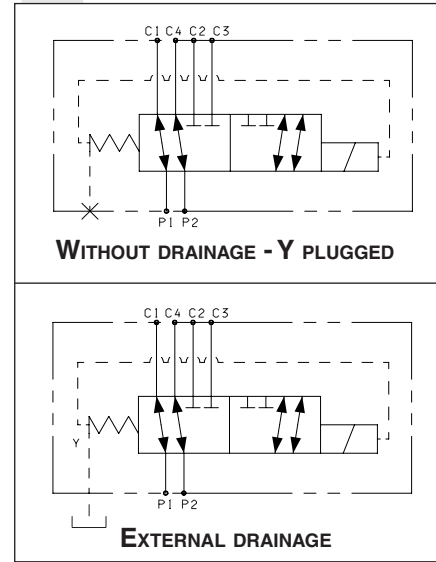 C1 C4 C2 C3
P1 P2
WITHOUT DRAINAGE - Y PLUGGED
C1 C4 C2 C3
Y
P1 P2
EXTERNAL DRAINAGE